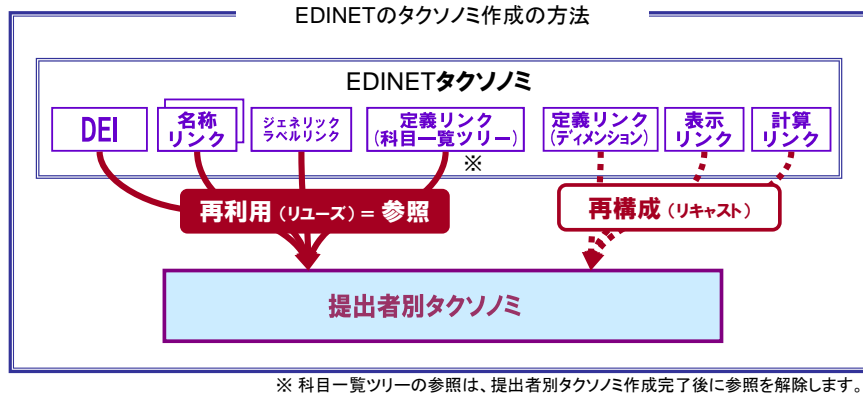 EDINETのタクソノミ作成の方法
EDINETタクソノミ
DEI
名称
リンク
ジェネリック
ラベルリンク
定義リンク
(科目一覧ツリー)
※
定義リンク
(ディメンション)
表示
リンク
計算
リンク
再利用 (リユーズ) = 参照
再構成 (リキャスト)
提出者別タクソノミ
※ 科目一覧ツリーの参照は、提出者別タクソノミ作成完了後に参照を解除します。